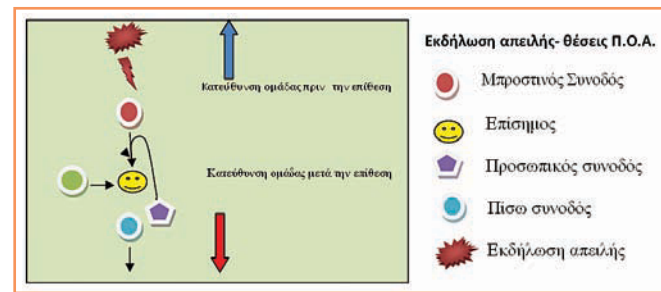 Εκδήλωση απειλής- θέσεις Π.Ο.Α.
Κατεύθυνση ομάδας πριν την επίθεση
Κατεύθυνση ομάδας μετά την επίθεση
Μπροστινός Συνοδός
Επίσημος
Προσωπικός συνοδός
Πίσω συνοδός
Εκδήλωση απειλής